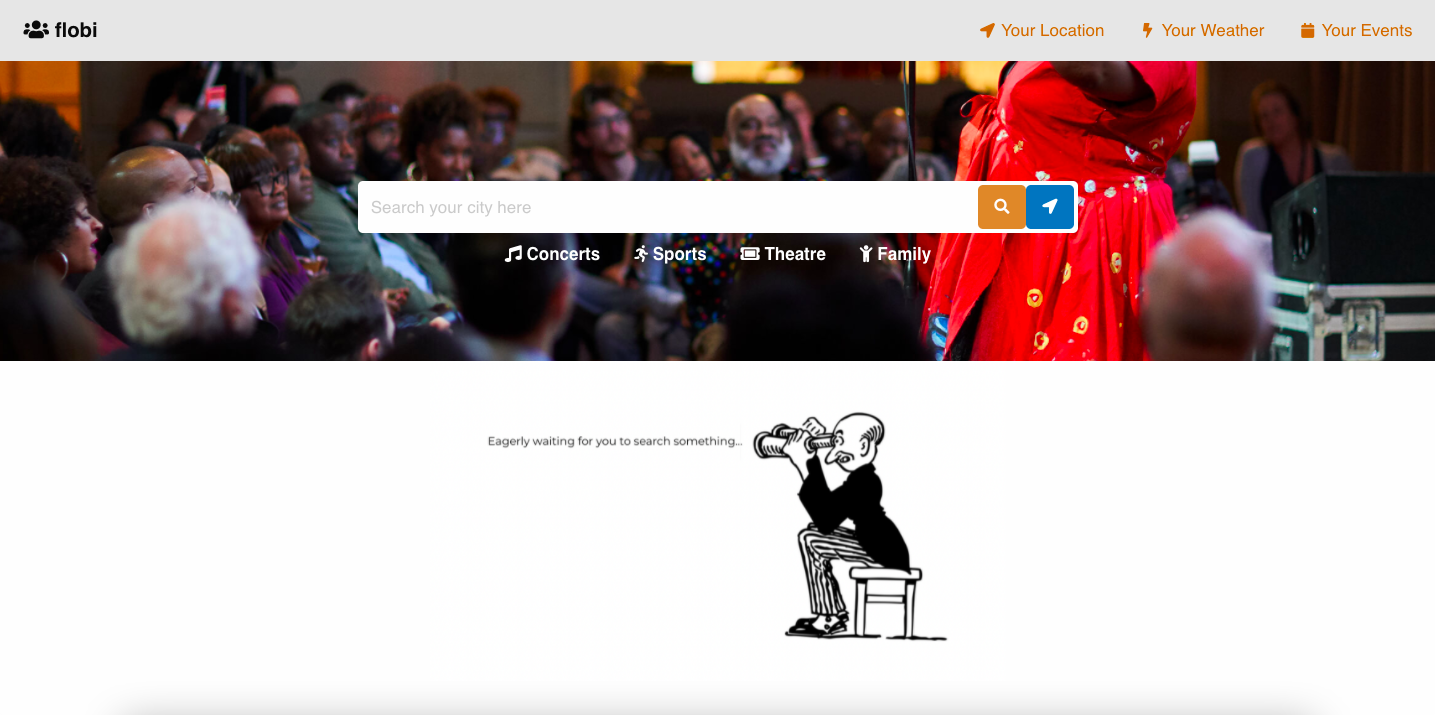 flobi
Your Location
Your Weather
Your Events
Search your city here
Concerts
Sports
Theatre
Family
Eagerly waiting for you to search something...